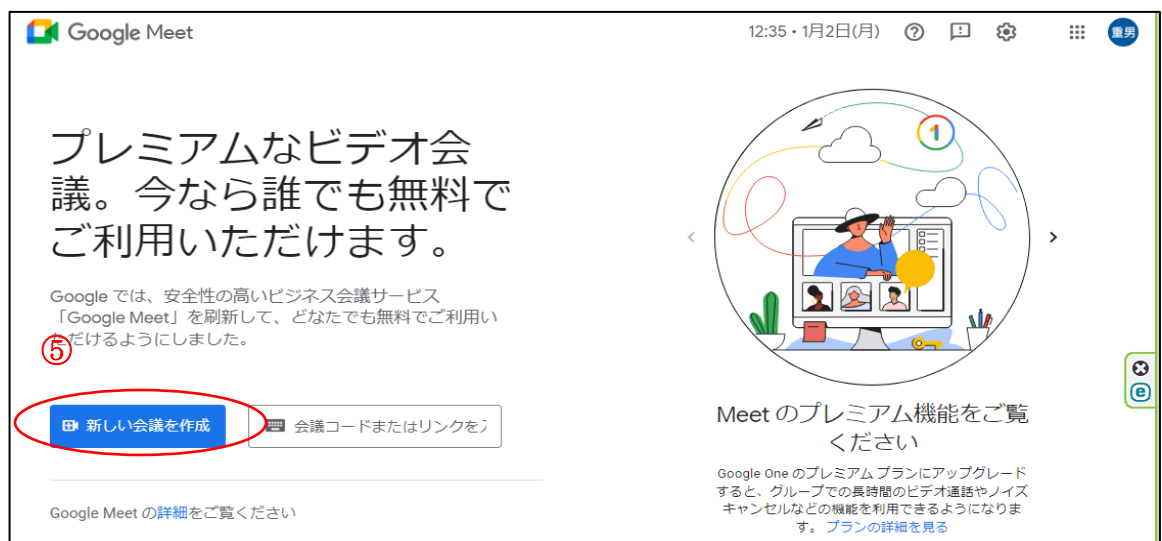 Google Meet
12:35・1月2日(月)
重男
プレミアムなビデオ会
議。今なら誰でも無料で
ご利用いただけます。
Google では、安全性の高いビジネス会議サービス
「Google Meet」を刷新して、どなたでも無料でご利用い
ただけるようにしました。
⑤
新しい会議を作成
会議コードまたはリンクを入
Google Meet の詳細をご覧ください
1
Meet のプレミアム機能をご覧
ください
Google One のプレミアム プランにアップグレード
すると、グループでの長時間のビデオ通話やノイズ
キャンセルなどの機能を利用できるようになりま
す。 プランの詳細を見る
e